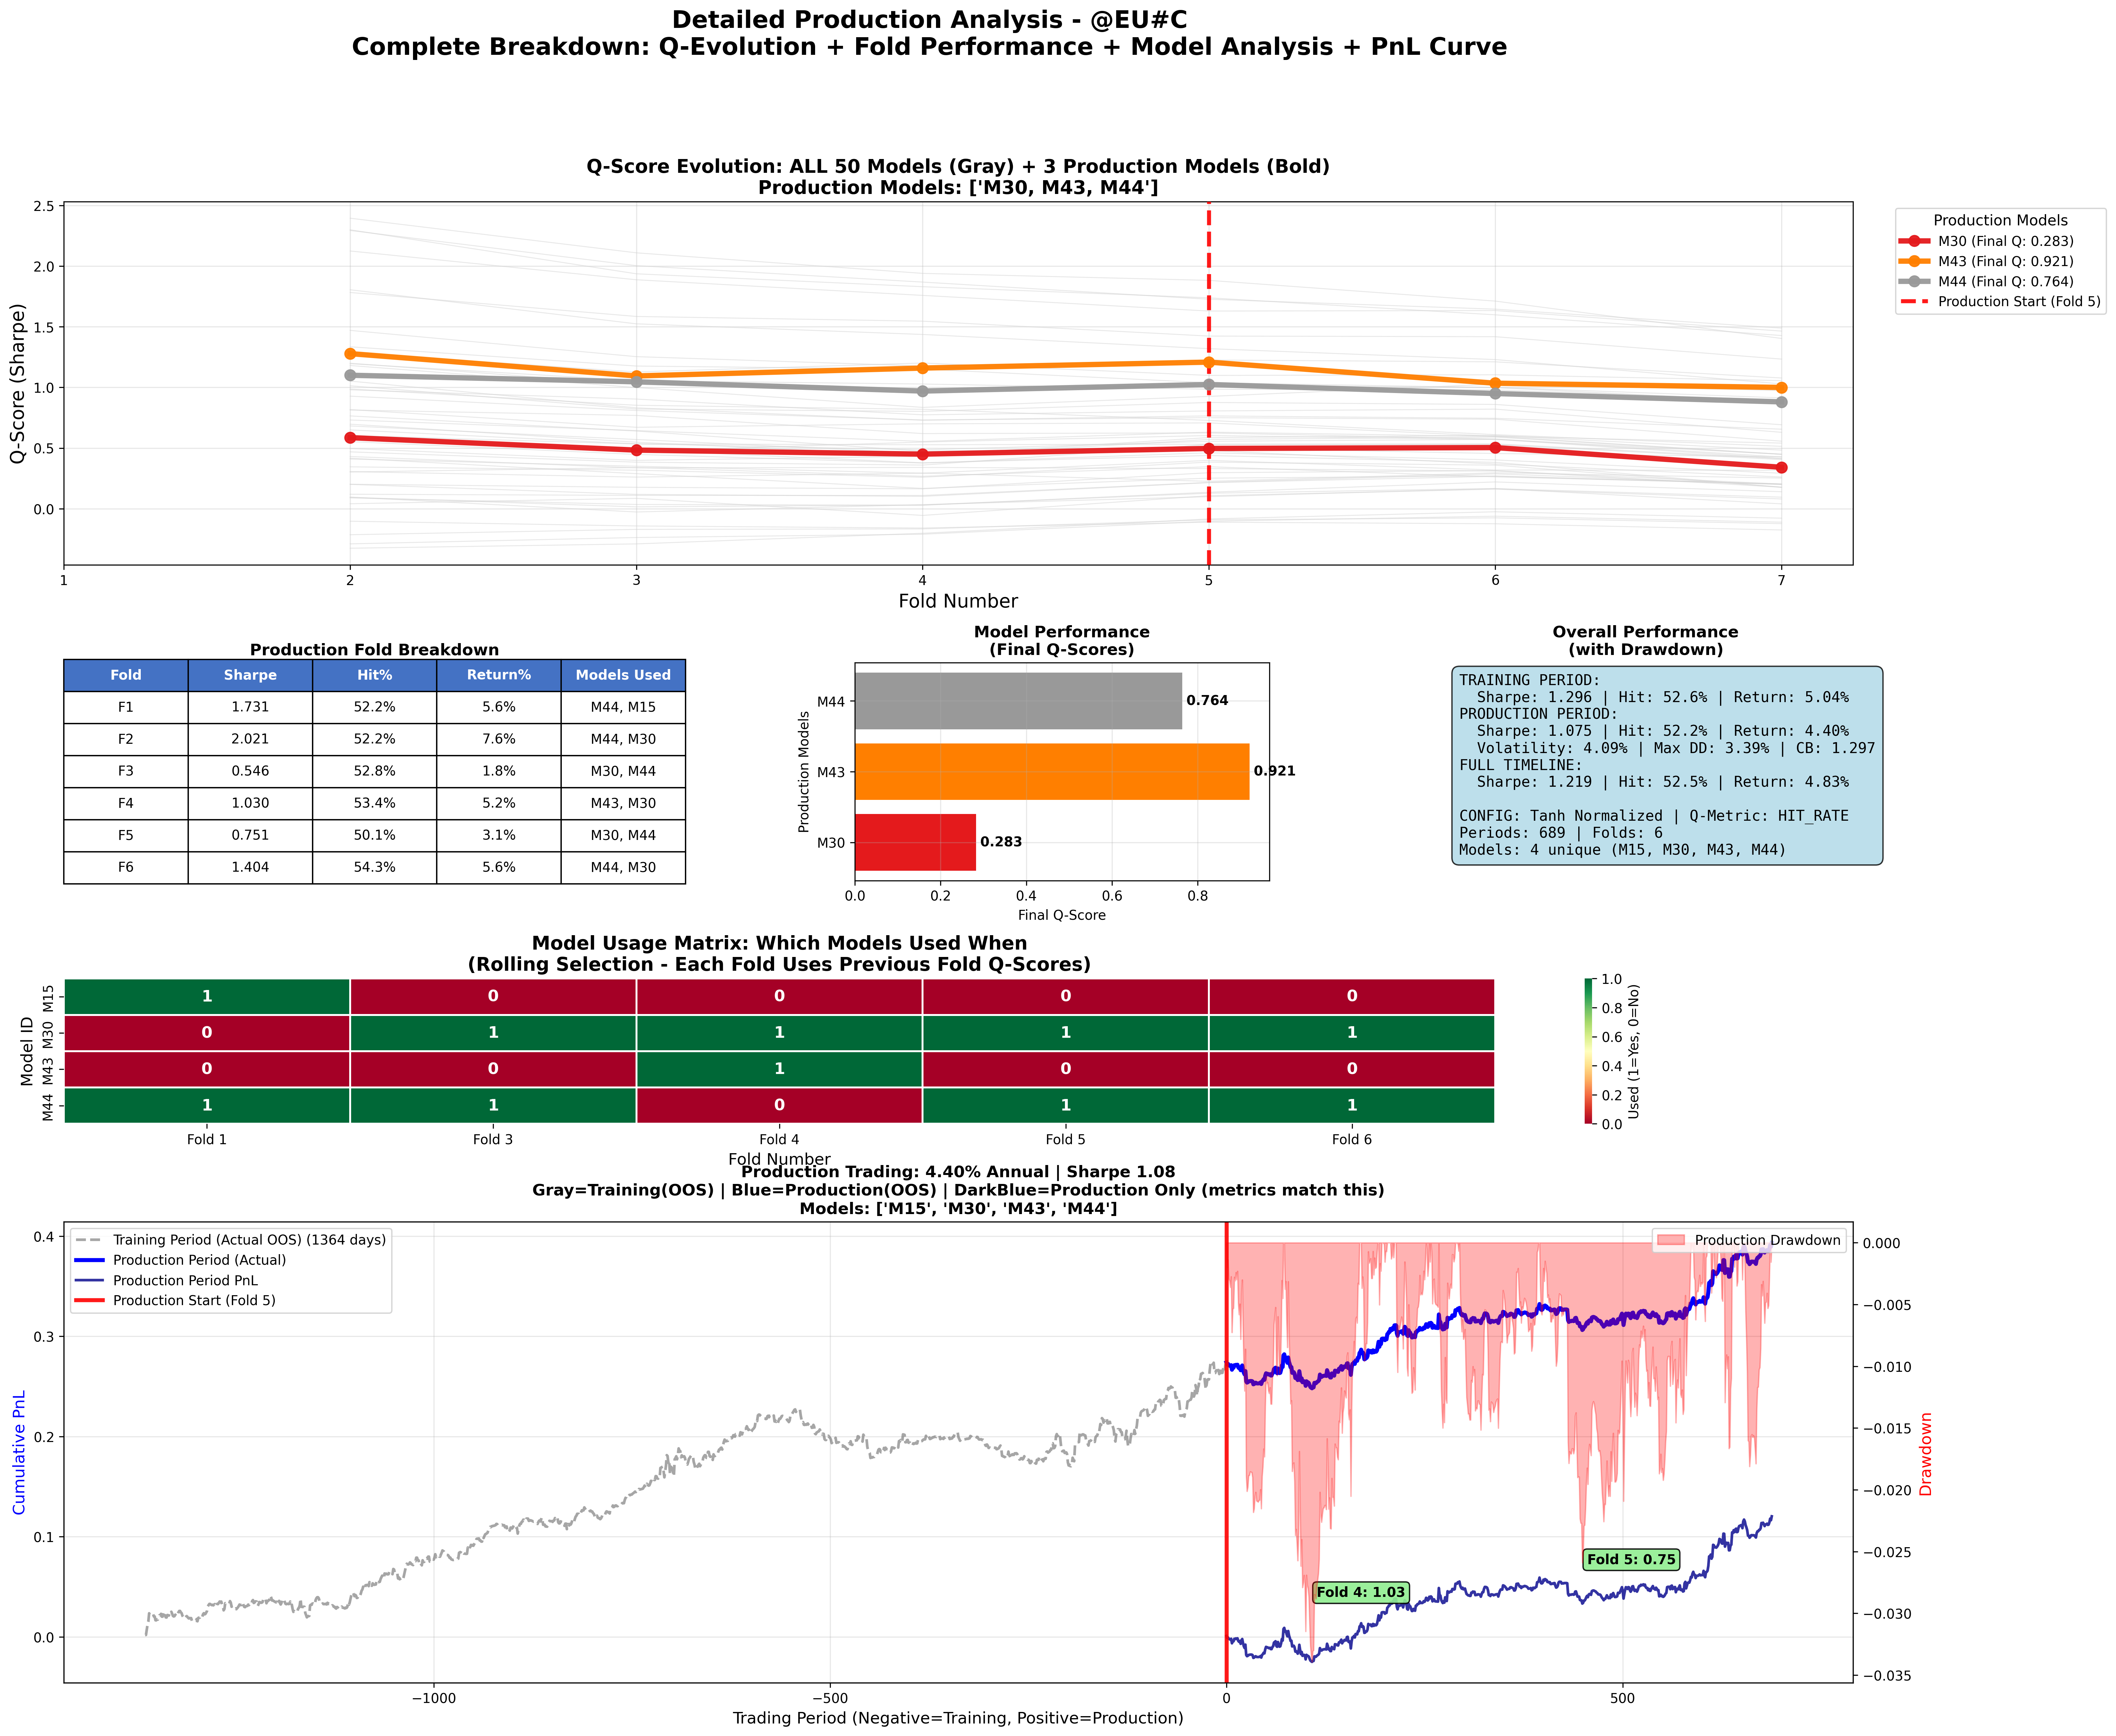 Detailed Production Analysis - @EU#C
Complete Breakdown: Q-Evolution + Fold Performance + Model Analysis + PnL Curve
Q-Score Evolution: ALL 50 Models (Gray) + 3 Production Models (Bold)
Production Models: ['M30, M43, M44']
Q-Score (Sharpe)
2.5
2.0
1.5
1.0
0.5
0.0
1 2 3 4 5 6 7
Fold Number
Production Models
M30 (Final Q: 0.283)
M43 (Final Q: 0.921)
M44 (Final Q: 0.764)
Production Start (Fold 5)
Production Fold Breakdown
Fold Sharpe Hit% Return% Models Used
F1 1.731 52.2% 5.6% M44, M15
F2 2.021 52.2% 7.6% M44, M30
F3 0.546 52.8% 1.8% M30, M44
F4 1.030 53.4% 5.2% M43, M30
F5 0.751 50.1% 3.1% M30, M44
F6 1.404 54.3% 5.6% M44, M30
Model Performance
(Final Q-Scores)
Production Models
M44 0.764
M43 0.921
M30 0.283
0.0 0.2 0.4 0.6 0.8
Final Q-Score
Overall Performance
(with Drawdown)
TRAINING PERIOD:
Sharpe: 1.296 | Hit: 52.6% | Return: 5.04%
PRODUCTION PERIOD:
Sharpe: 1.075 | Hit: 52.2% | Return: 4.40%
Volatility: 4.09% | Max DD: 3.39% | CB: 1.297
FULL TIMELINE:
Sharpe: 1.219 | Hit: 52.5% | Return: 4.83%
CONFIG: Tanh Normalized | Q-Metric: HIT_RATE
Periods: 689 | Folds: 6
Models: 4 unique (M15, M30, M43, M44)
Model Usage Matrix: Which Models Used When
(Rolling Selection - Each Fold Uses Previous Fold Q-Scores)
Model ID
M15 1 0 0 0 0
M30 0 1 1 1 1
M43 0 0 1 0 0
M44 1 1 0 1 1
Fold 1 Fold 3 Fold 4 Fold 5 Fold 6
Fold Number
1.0
0.8
0.6
0.4
0.2
0.0
Used (1=Yes, 0=No)
Production Trading: 4.40% Annual | Sharpe 1.08
Gray=Training(OOS) | Blue=Production(OOS) | DarkBlue=Production Only (metrics match this)
Models: ['M15', 'M30', 'M43', 'M44']
Training Period (Actual OOS) (1364 days)
Production Period (Actual)
Production Period PnL
Production Start (Fold 5)
Production Drawdown
Cumulative PnL
0.4
0.3
0.2
0.1
0.0
Fold 4: 1.03
Fold 5: 0.75
0.000
−0.005
−0.010
−0.015
−0.020
−0.025
−0.030
−0.035
Drawdown
−1000 −500 0 500
Trading Period (Negative=Training, Positive=Production)